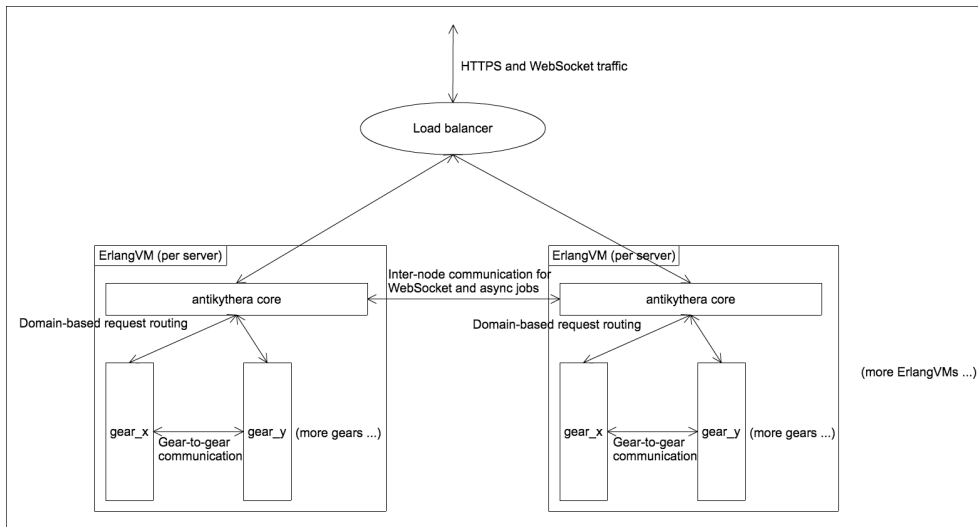 HTTPS and WebSocket traffic
Load balancer
ErlangVM (per server)
ErlangVM (per server)
Inter-node communication for
WebSocket and async jobs
antikythera core
antikythera core
Domain-based request routing
Domain-based request routing
(more ErlangVMs ...)
gear_x
gear_y
(more gears ...)
gear_x
gear_y
(more gears ...)
Gear-to-gear
communication
Gear-to-gear
communication